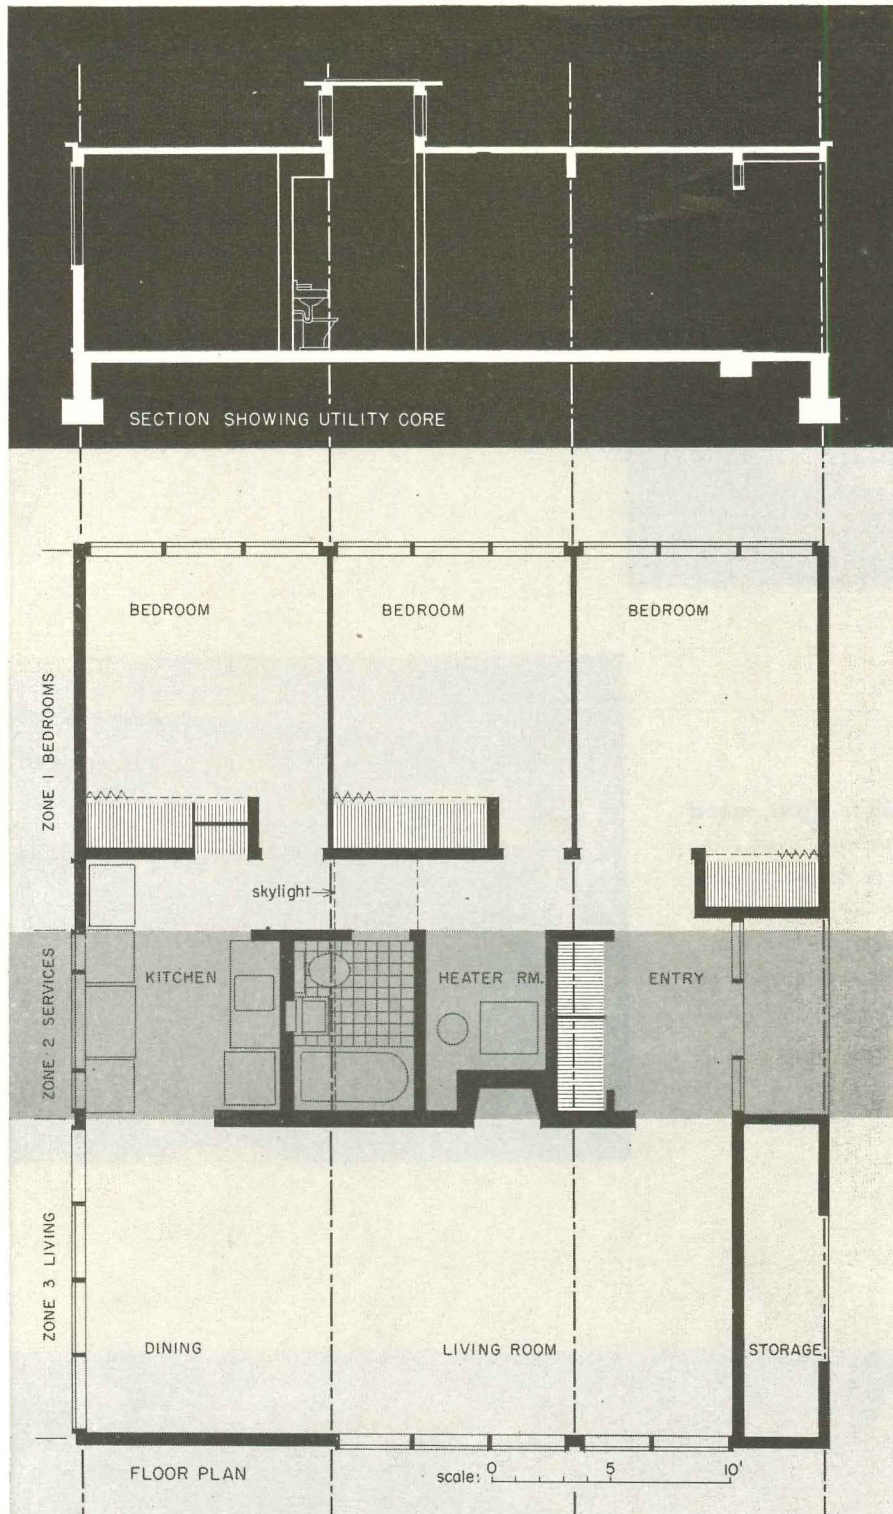 SECTION SHOWING UTILITY CORE
BEDROOM
BEDROOM
BEDROOM
ZONE 1 BEDROOMS
skylight
KITCHEN
HEATER RM.
ENTRY
ZONE 2 SERVICES
ZONE 3 LIVING
DINING
LIVING ROOM
STORAGE
FLOOR PLAN
scale: 0 5 10'